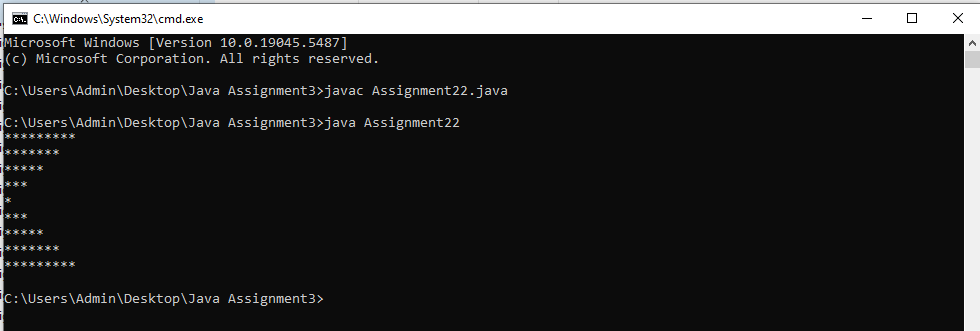 C:\Windows\System32\cmd.exe
Microsoft Windows [Version 10.0.19045.5487]
(c) Microsoft Corporation. All rights reserved.
C:\Users\Admin\Desktop\Java Assignment3>javac Assignment22.java
C:\Users\Admin\Desktop\Java Assignment3>java Assignment22
*********
*******
*****
***
*
***
*****
*******
*********
C:\Users\Admin\Desktop\Java Assignment3>